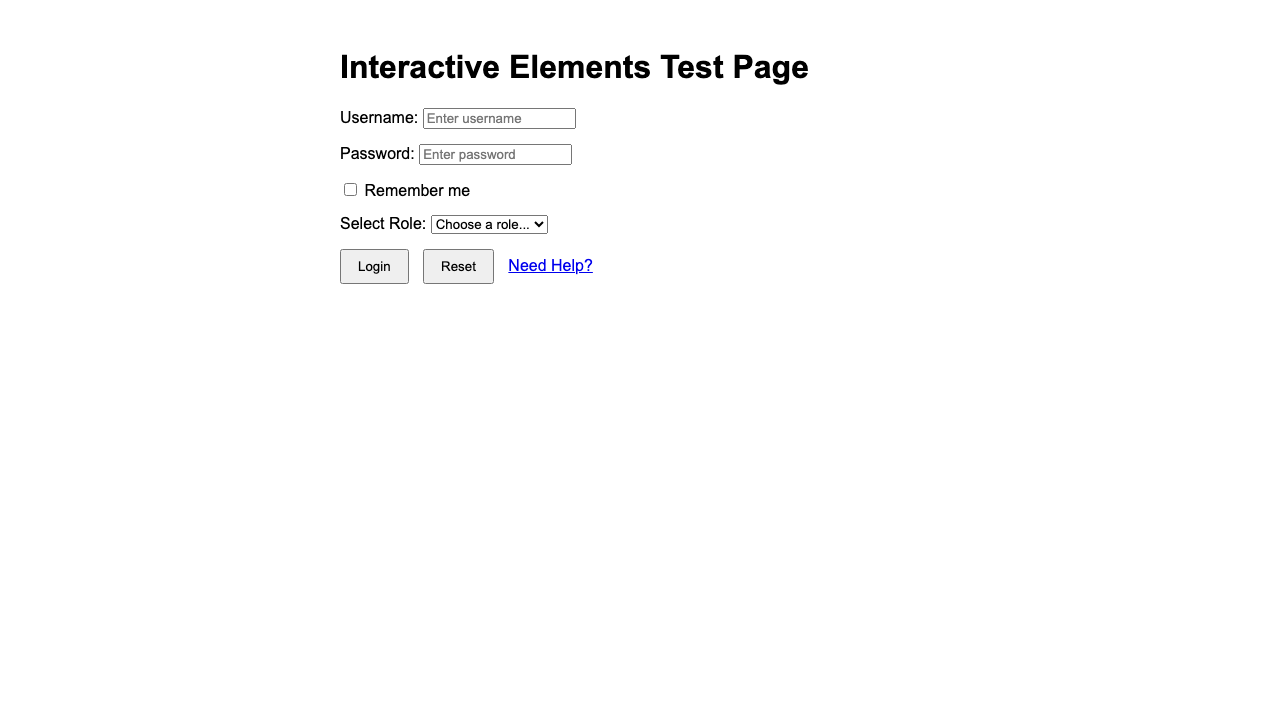 Interactive Elements Test Page
Username: Enter username
Password: Enter password
Remember me
Select Role: Choose a role...
Login Reset Need Help?